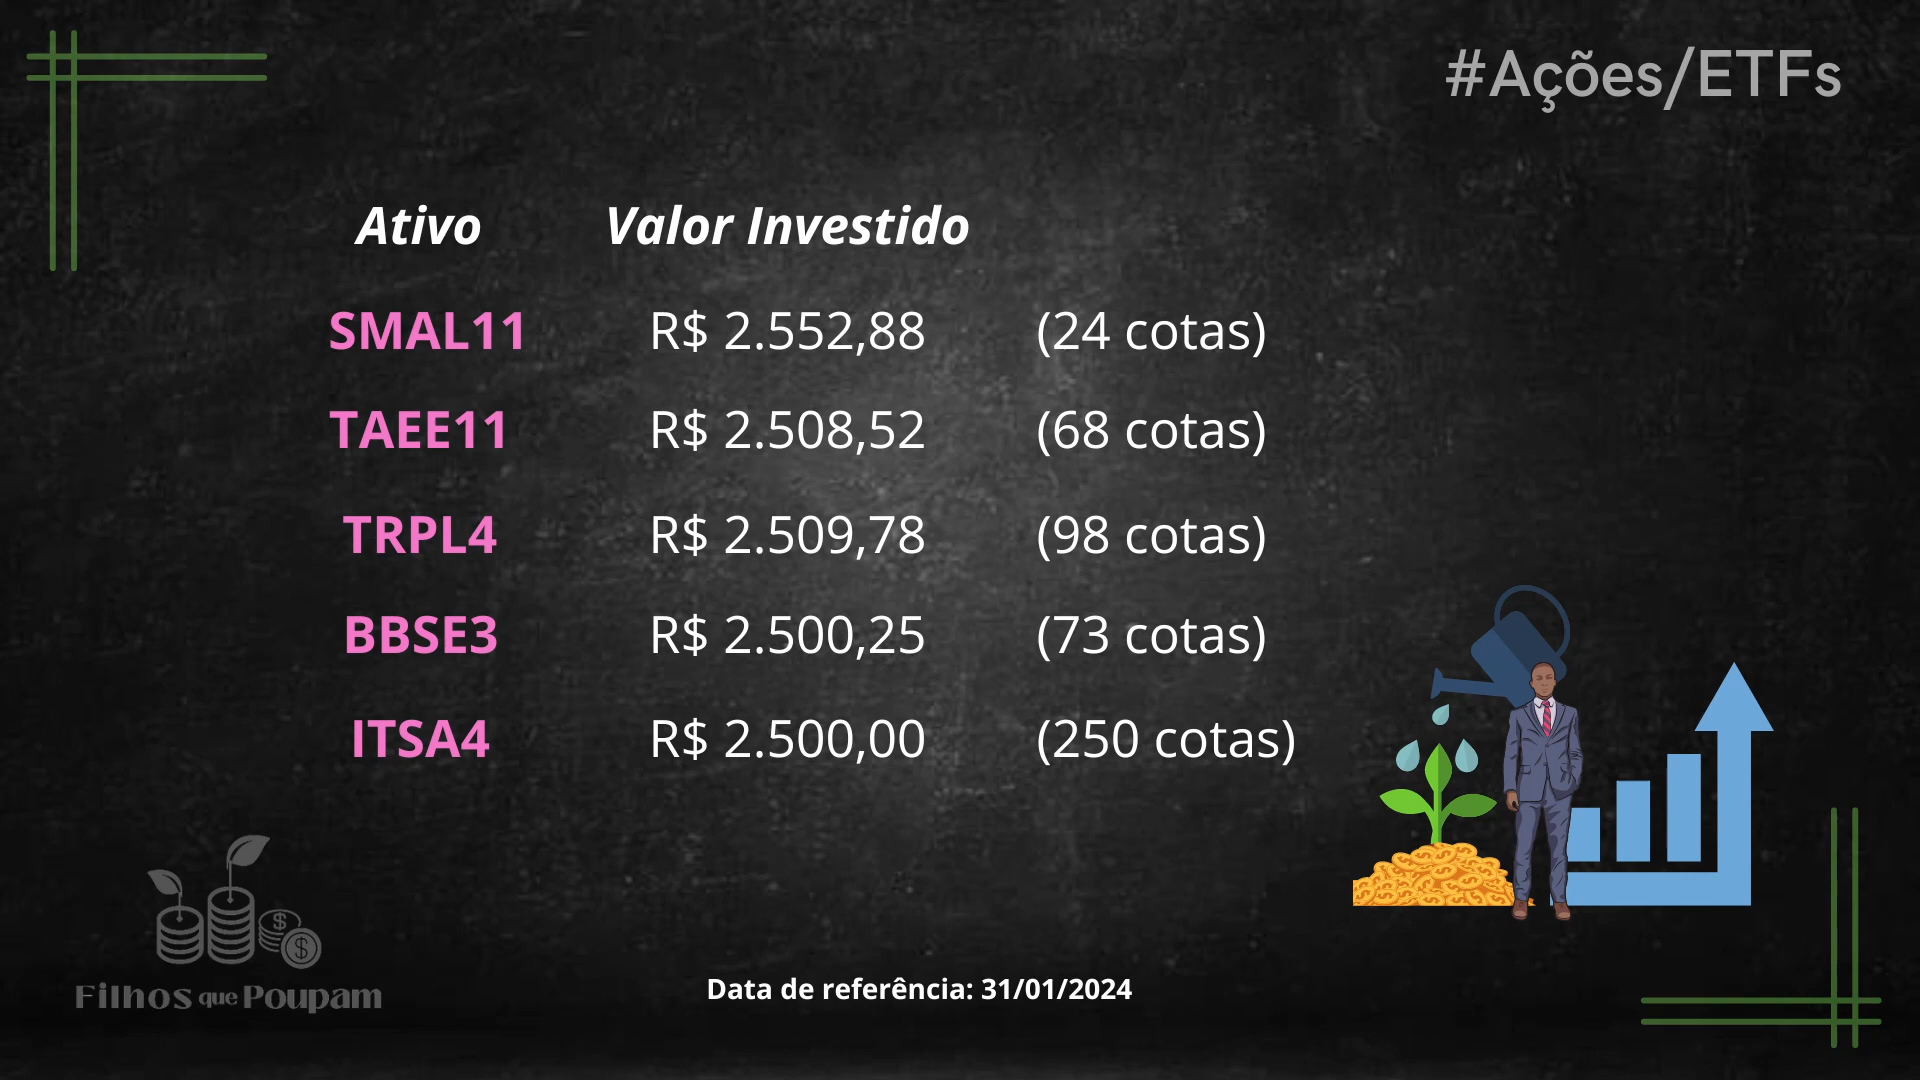 #Ações/ETFs
Ativo Valor Investido
SMAL11 R$ 2.552,88 (24 cotas)
TAEE11 R$ 2.508,52 (68 cotas)
TRPL4 R$ 2.509,78 (98 cotas)
BBSE3 R$ 2.500,25 (73 cotas)
ITSA4 R$ 2.500,00 (250 cotas)
Filhos que Poupam
Data de referência: 31/01/2024